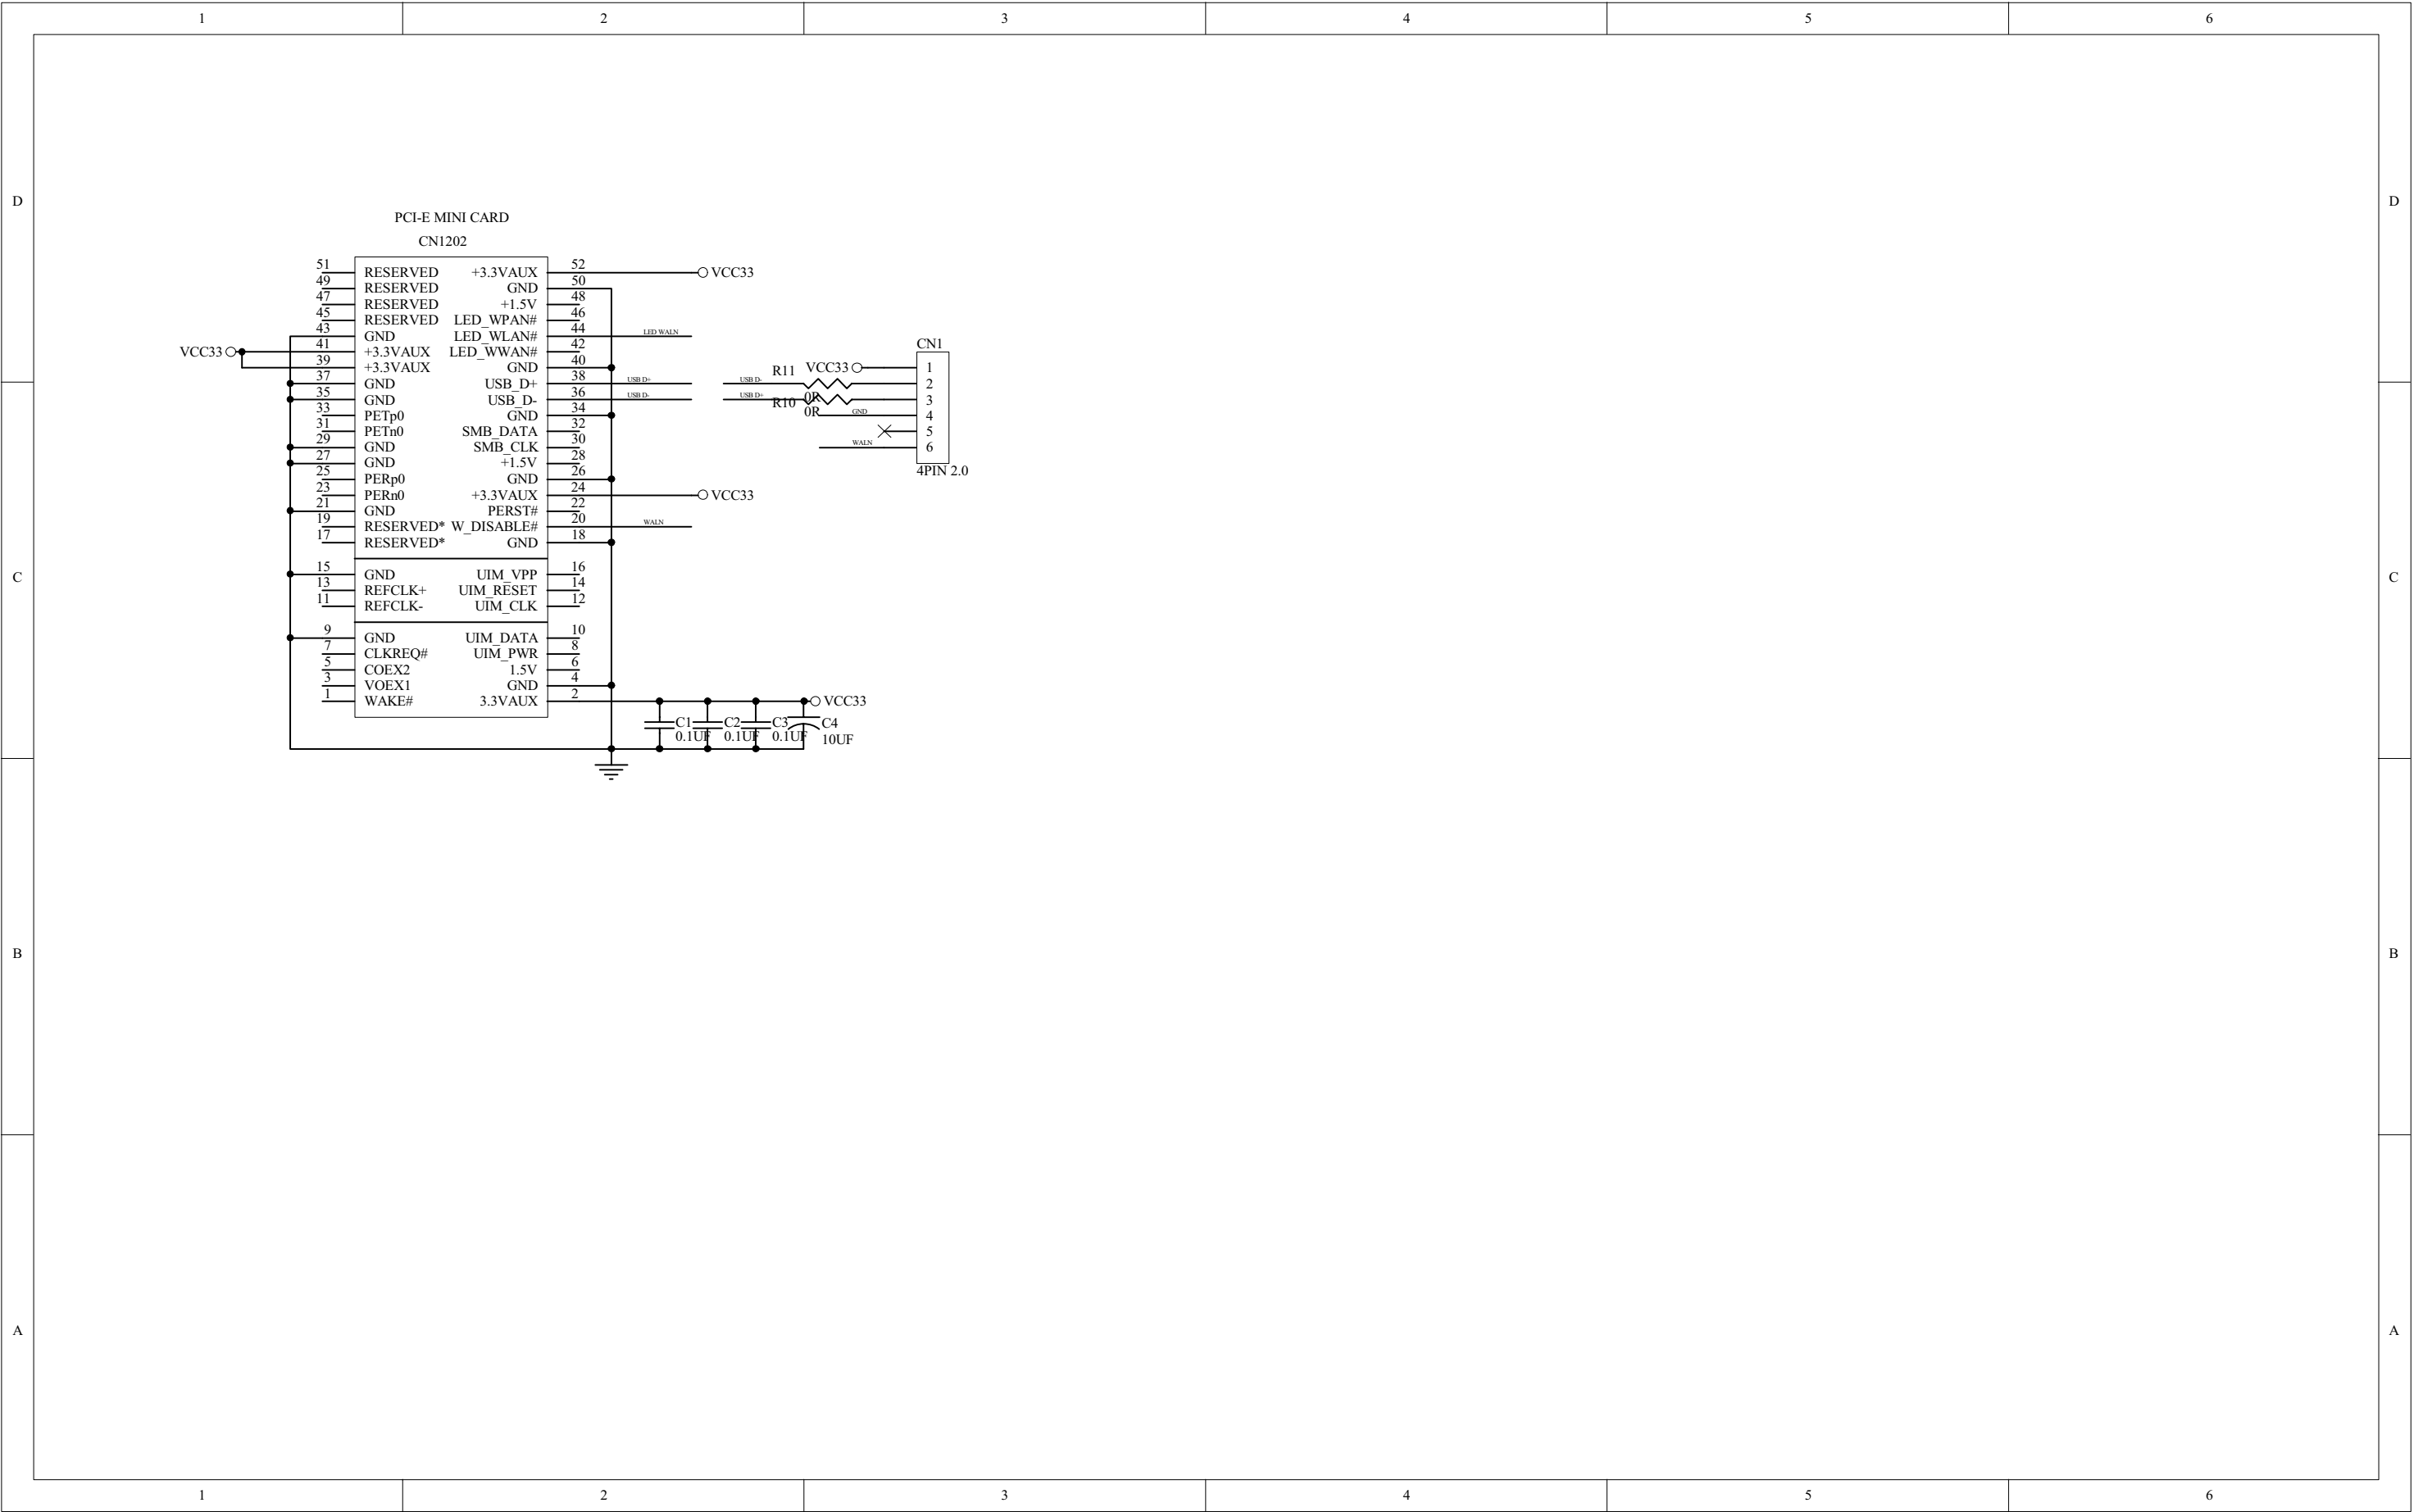 1 2 3 4 5 6
D D
PCI-E MINI CARD
CN1202
51 RESERVED +3.3VAUX 52 VCC33
49 RESERVED GND 50
47 RESERVED +1.5V 48
45 RESERVED LED_WPAN# 46
43 GND LED_WLAN# 44 LED WALN
VCC33 41 +3.3VAUX LED_WWAN# 42
39 +3.3VAUX GND 40
37 GND USB_D+ 38 USB D+
35 GND USB_D- 36 USB D-
33 PETp0 GND 34
31 PETn0 SMB_DATA 32
29 GND SMB_CLK 30
27 GND +1.5V 28
25 PERp0 GND 26
23 PERn0 +3.3VAUX 24 VCC33
21 GND PERST# 22
19 RESERVED* W_DISABLE# 20 WALN
17 RESERVED* GND 18
15 GND UIM_VPP 16
13 REFCLK+ UIM_RESET 14
11 REFCLK- UIM_CLK 12
9 GND UIM_DATA 10
7 CLKREQ# UIM_PWR 8
5 COEX2 1.5V 6
3 VOEX1 GND 4
1 WAKE# 3.3VAUX 2 VCC33
C1 C2 C3 C4
0.1UF 0.1UF 0.1UF 10UF
CN1
R11 VCC33 1
USB D- 2
0R
USB D+ 3
R10 0R GND 4
5
WALN 6
4PIN 2.0
C C
B B
A A
1 2 3 4 5 6